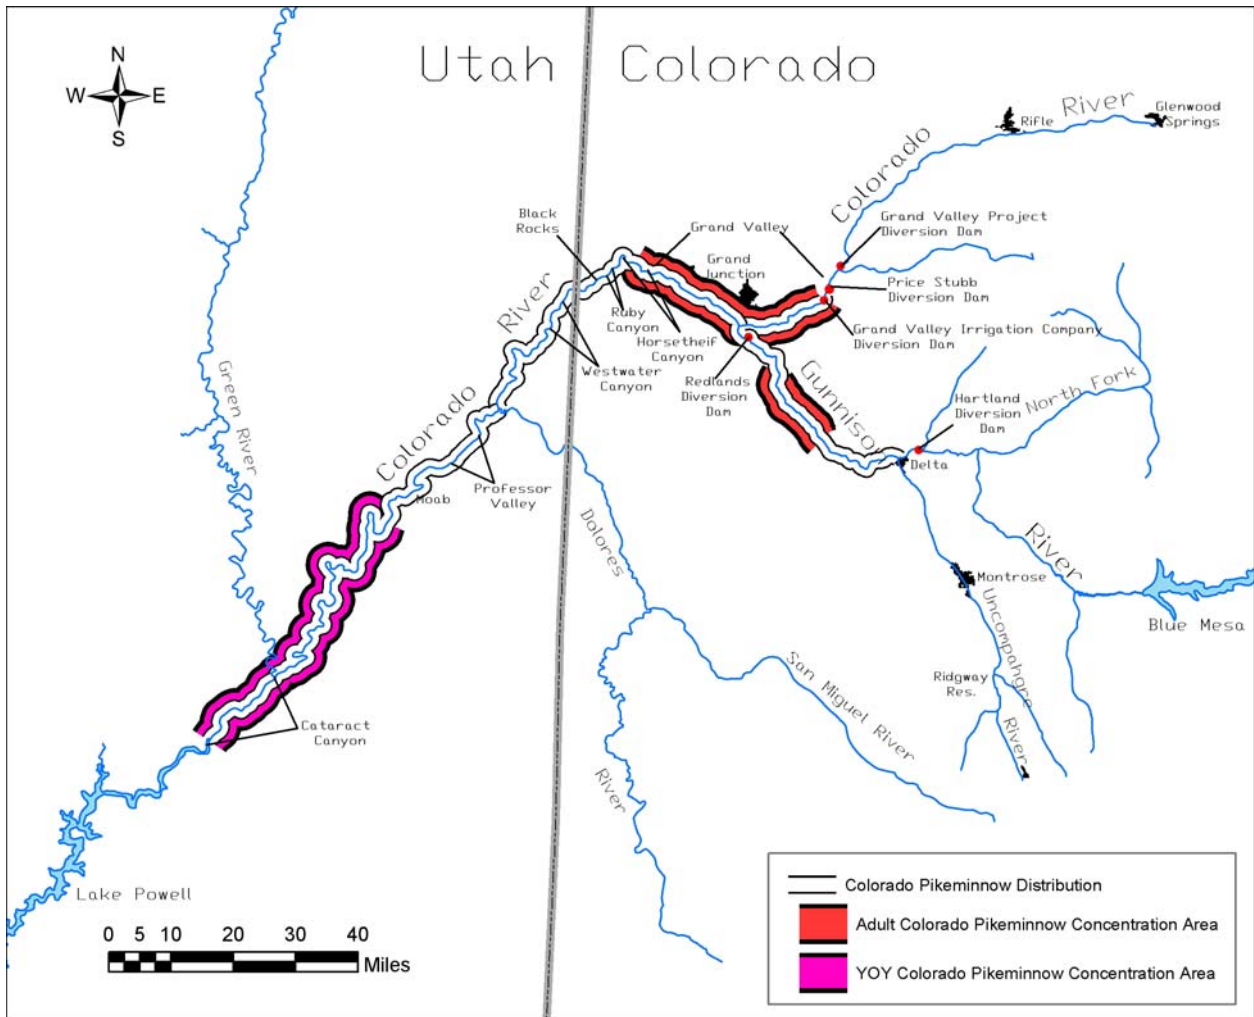 Utah
Colorado
N
W
E
S
River
Glenwood
Springs
Rifle
Colorado
Black
Rocks
Grand Valley
Grand Valley Project
Diversion Dam
Grand
Junction
Price Stubb
Diversion Dam
River
Ruby
Canyon
Horsetheif
Canyon
Grand Valley Irrigation Company
Diversion Dam
Westwater
Canyon
Redlands
Diversion
Dam
Gunnison
Hartland
Diversion
Dam
North Fork
Green River
Colorado
Delta
Moab
Professor
Valley
Dolores
River
Montrose
Blue Mesa
Uncompahgre
San Miguel River
Ridgway
Res.
River
Cataract
Canyon
River
Lake Powell
0 5 10 20 30 40
Miles
Colorado Pikeminnow Distribution
Adult Colorado Pikeminnow Concentration Area
YOY Colorado Pikeminnow Concentration Area